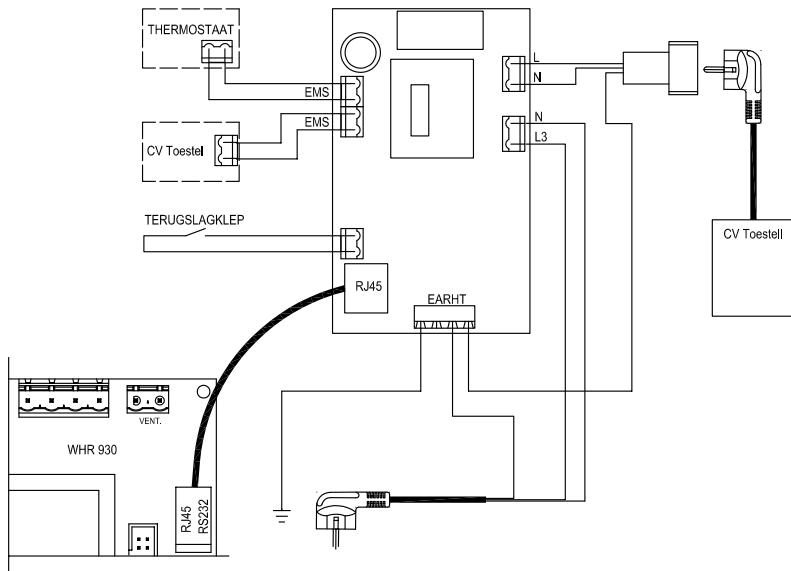 THERMOSTAAT
EMS
EMS
CV Toestel
L
N
N
L3
CV Toestell
TERUGSLAGKLEP
RJ45
EARHT
VENT.
WHR 930
RJ45
RS232